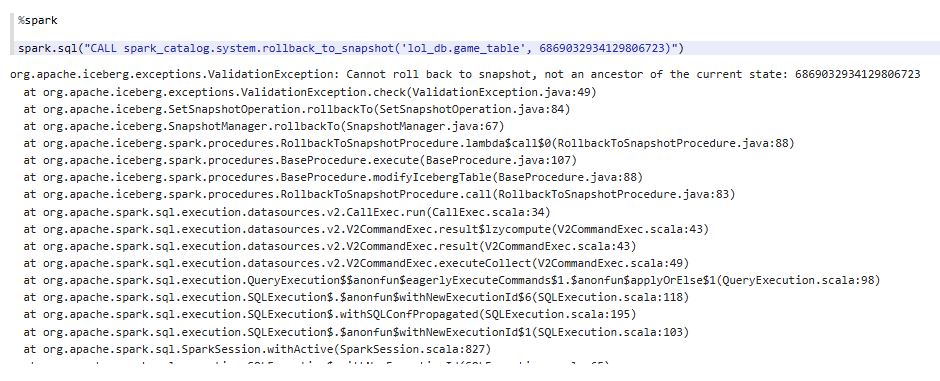 %spark
spark.sql("CALL spark_catalog.system.rollback_to_snapshot('lol_db.game_table', 6869032934129806723)")
org.apache.iceberg.exceptions.ValidationException: Cannot roll back to snapshot, not an ancestor of the current state: 6869032934129806723
at org.apache.iceberg.exceptions.ValidationException.check(ValidationException.java:49)
at org.apache.iceberg.SetSnapshotOperation.rollbackTo(SetSnapshotOperation.java:84)
at org.apache.iceberg.SnapshotManager.rollbackTo(SnapshotManager.java:67)
at org.apache.iceberg.spark.procedures.RollbackToSnapshotProcedure.lambda$call$0(RollbackToSnapshotProcedure.java:88)
at org.apache.iceberg.spark.procedures.BaseProcedure.execute(BaseProcedure.java:107)
at org.apache.iceberg.spark.procedures.BaseProcedure.modifyIcebergTable(BaseProcedure.java:88)
at org.apache.iceberg.spark.procedures.RollbackToSnapshotProcedure.call(RollbackToSnapshotProcedure.java:83)
at org.apache.spark.sql.execution.datasources.v2.CallExec.run(CallExec.scala:34)
at org.apache.spark.sql.execution.datasources.v2.V2CommandExec.result$lzycompute(V2CommandExec.scala:43)
at org.apache.spark.sql.execution.datasources.v2.V2CommandExec.result(V2CommandExec.scala:43)
at org.apache.spark.sql.execution.datasources.v2.V2CommandExec.executeCollect(V2CommandExec.scala:49)
at org.apache.spark.sql.execution.QueryExecution$$anonfun$eagerlyExecuteCommands$1.$anonfun$applyOrElse$1(QueryExecution.scala:98)
at org.apache.spark.sql.execution.SQLExecution$.$anonfun$withNewExecutionId$6(SQLExecution.scala:118)
at org.apache.spark.sql.execution.SQLExecution$.withSQLConfPropagated(SQLExecution.scala:195)
at org.apache.spark.sql.execution.SQLExecution$.$anonfun$withNewExecutionId$1(SQLExecution.scala:103)
at org.apache.spark.sql.SparkSession.withActive(SparkSession.scala:827)